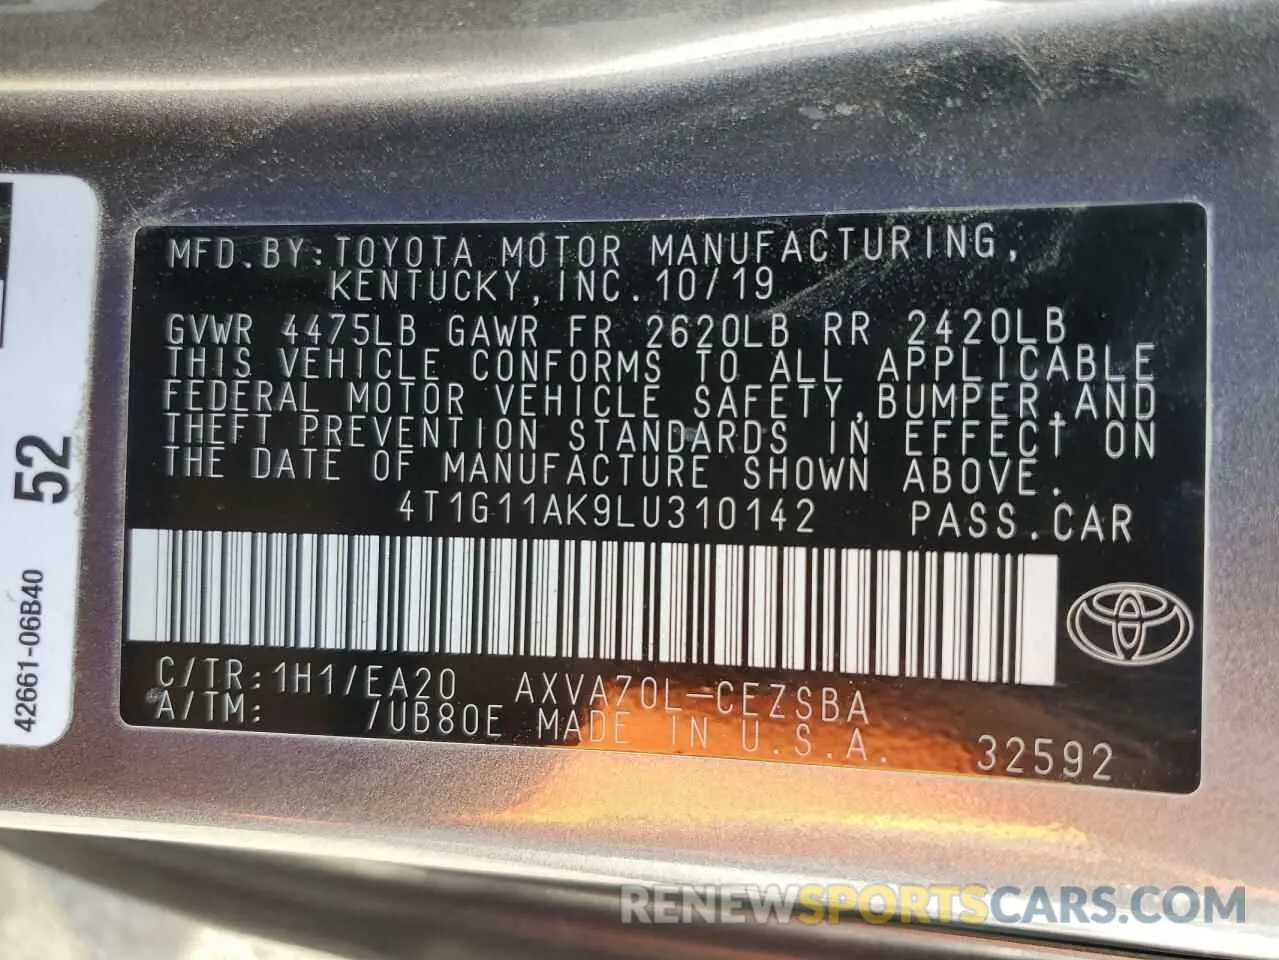 MFD.BY:TOYOTA MOTOR MANUFACTURING,
KENTUCKY,INC.10/19
GVWR 4475LB GAWR FR 2620LB RR 2420LB
THIS VEHICLE CONFORMS TO ALL APPLICABLE
FEDERAL MOTOR VEHICLE SAFETY,BUMPER,AND
THEFT PREVENTION STANDARDS IN EFFECT ON
THE DATE OF MANUFACTURE SHOWN ABOVE.
4T1G11AK9LU310142 PASS.CAR
C/TR:1H1/EA20 AXVA70L-CEZSBA
A/TM: /UB80E MADE IN U.S.A.
32592
52
42661-06B40
RENEWSPORTSCARS.COM